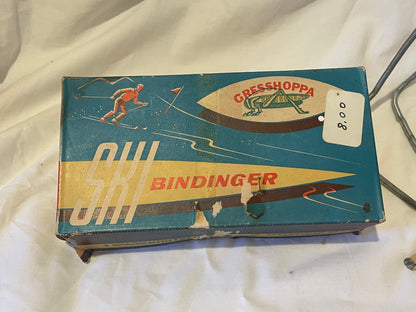 GRESSHOPPA
8.00
SKI
BINDINGER